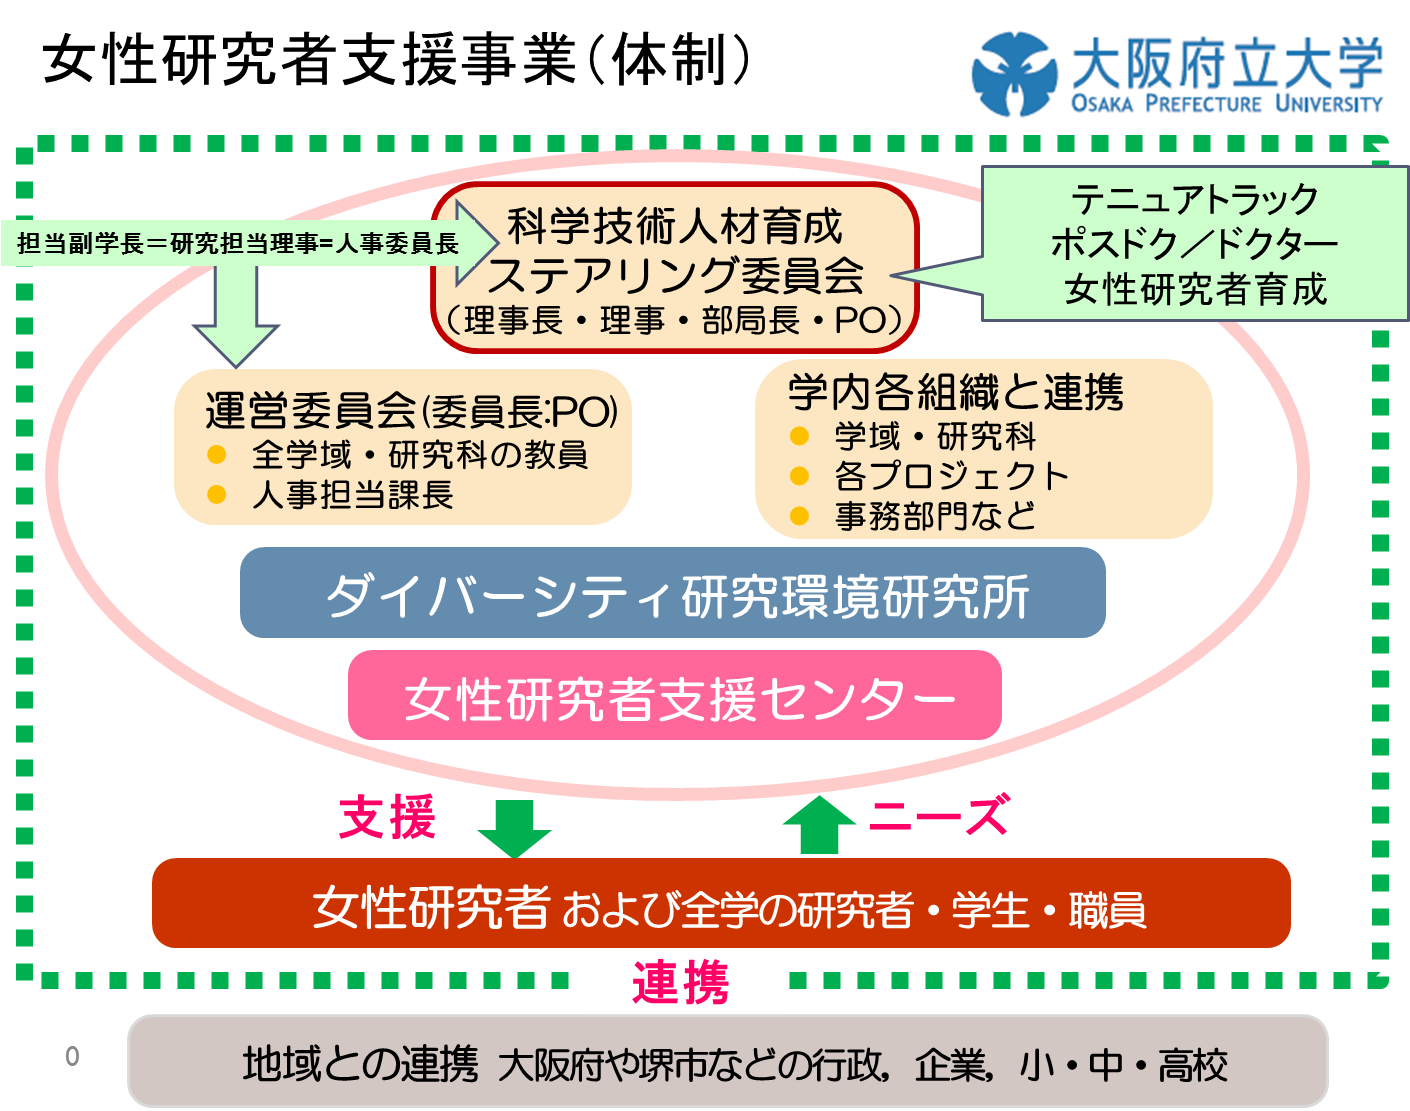 女性研究者支援事業（体制）
大阪府立大学
OSAKA PREFECTURE UNIVERSITY
テニュアトラック
ポスドク／ドクター
女性研究者育成
担当副学長＝研究担当理事=人事委員長
科学技術人材育成
ステアリング委員会
（理事長・理事・部局長・PO）
運営委員会(委員長:PO)
● 全学域・研究科の教員
● 人事担当課長
学内各組織と連携
● 学域・研究科
● 各プロジェクト
● 事務部門など
ダイバーシティ研究環境研究所
女性研究者支援センター
支援
ニーズ
女性研究者 および全学の研究者・学生・職員
連携
地域との連携 大阪府や堺市などの行政，企業，小・中・高校
0